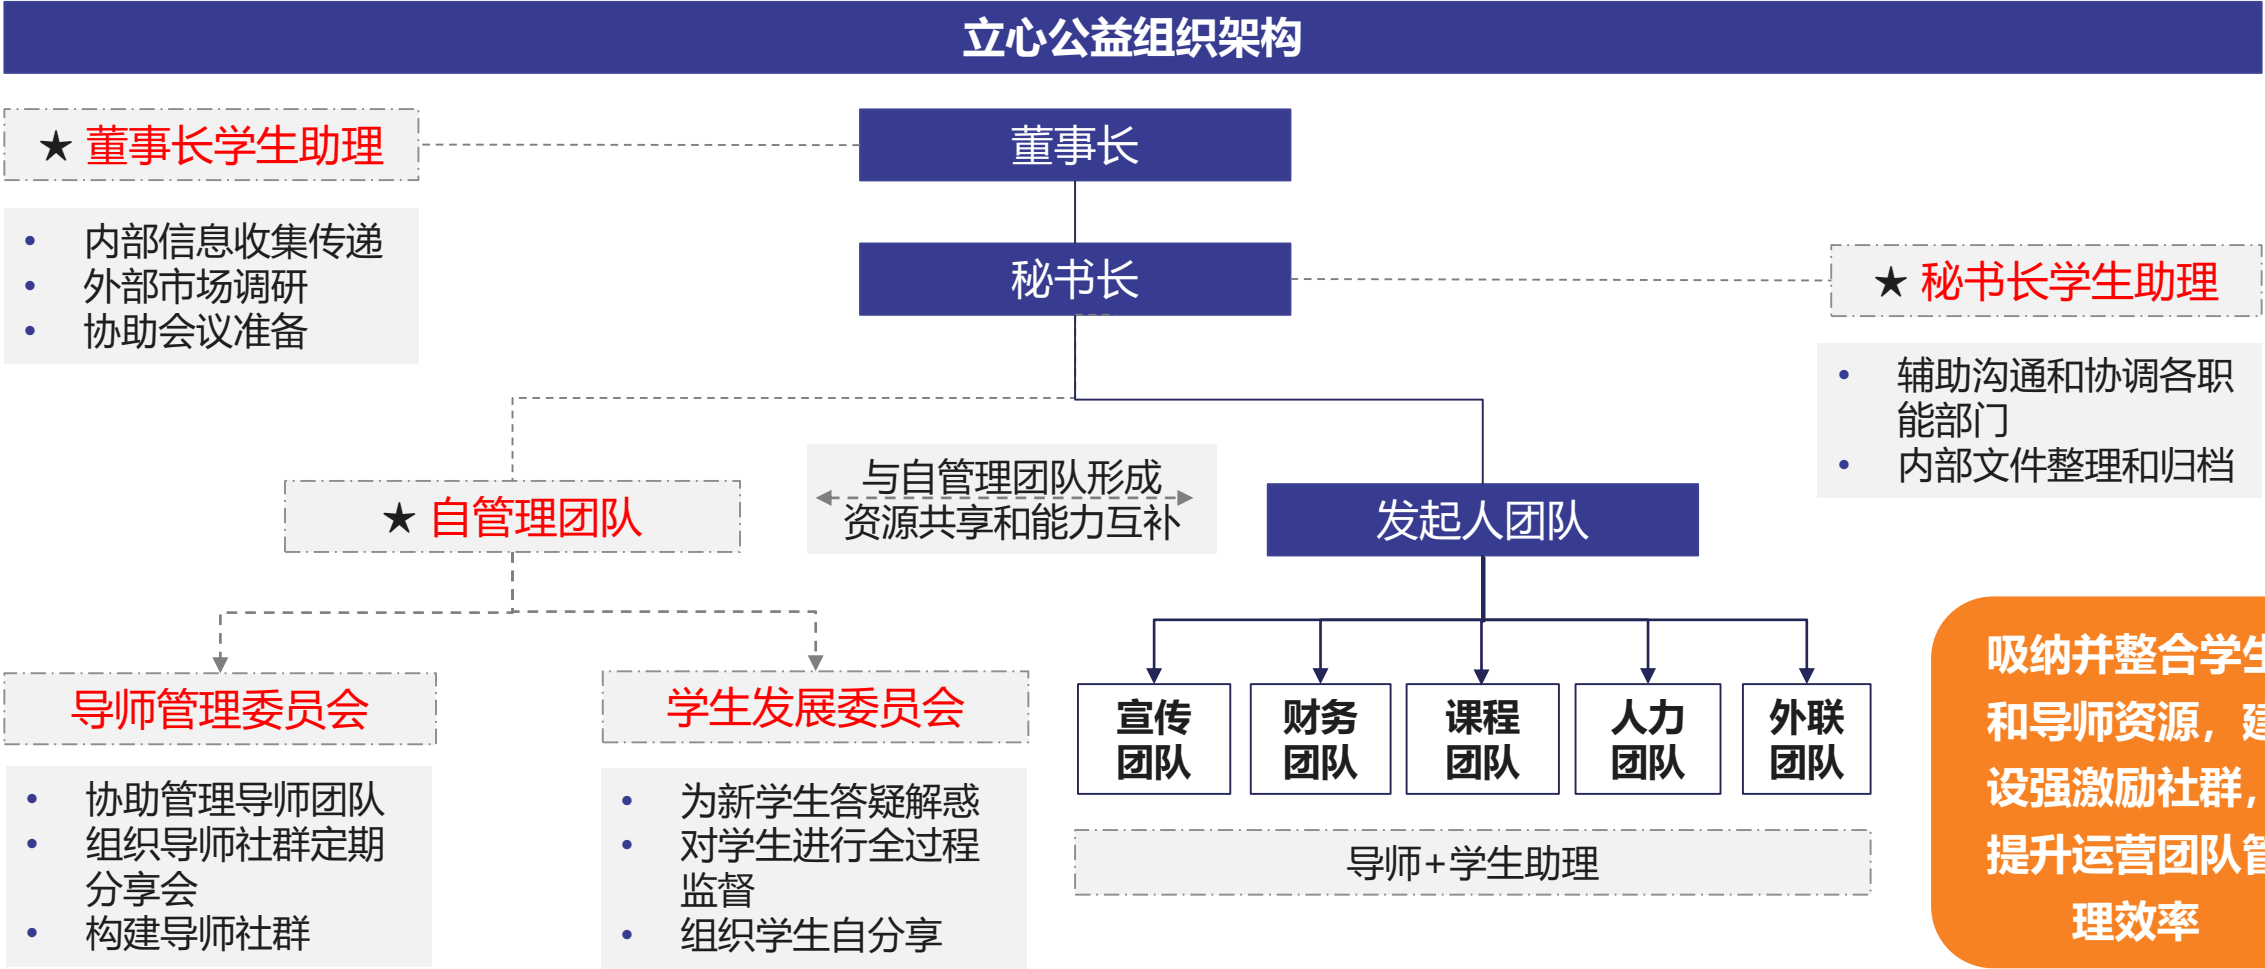 立心公益组织架构
★ 董事长学生助理
董事长
• 内部信息收集传递
• 外部市场调研
• 协助会议准备
秘书长
★ 秘书长学生助理
• 辅助沟通和协调各职
能部门
• 内部文件整理和归档
★ 自管理团队
与自管理团队形成
资源共享和能力互补
发起人团队
导师管理委员会
• 协助管理导师团队
• 组织导师社群定期
分享会
• 构建导师社群
学生发展委员会
• 为新学生答疑解惑
• 对学生进行全过程
监督
• 组织学生自分享
宣传
团队
财务
团队
课程
团队
人力
团队
外联
团队
导师+学生助理
吸纳并整合学生
和导师资源，建
设强激励社群，
提升运营团队管
理效率